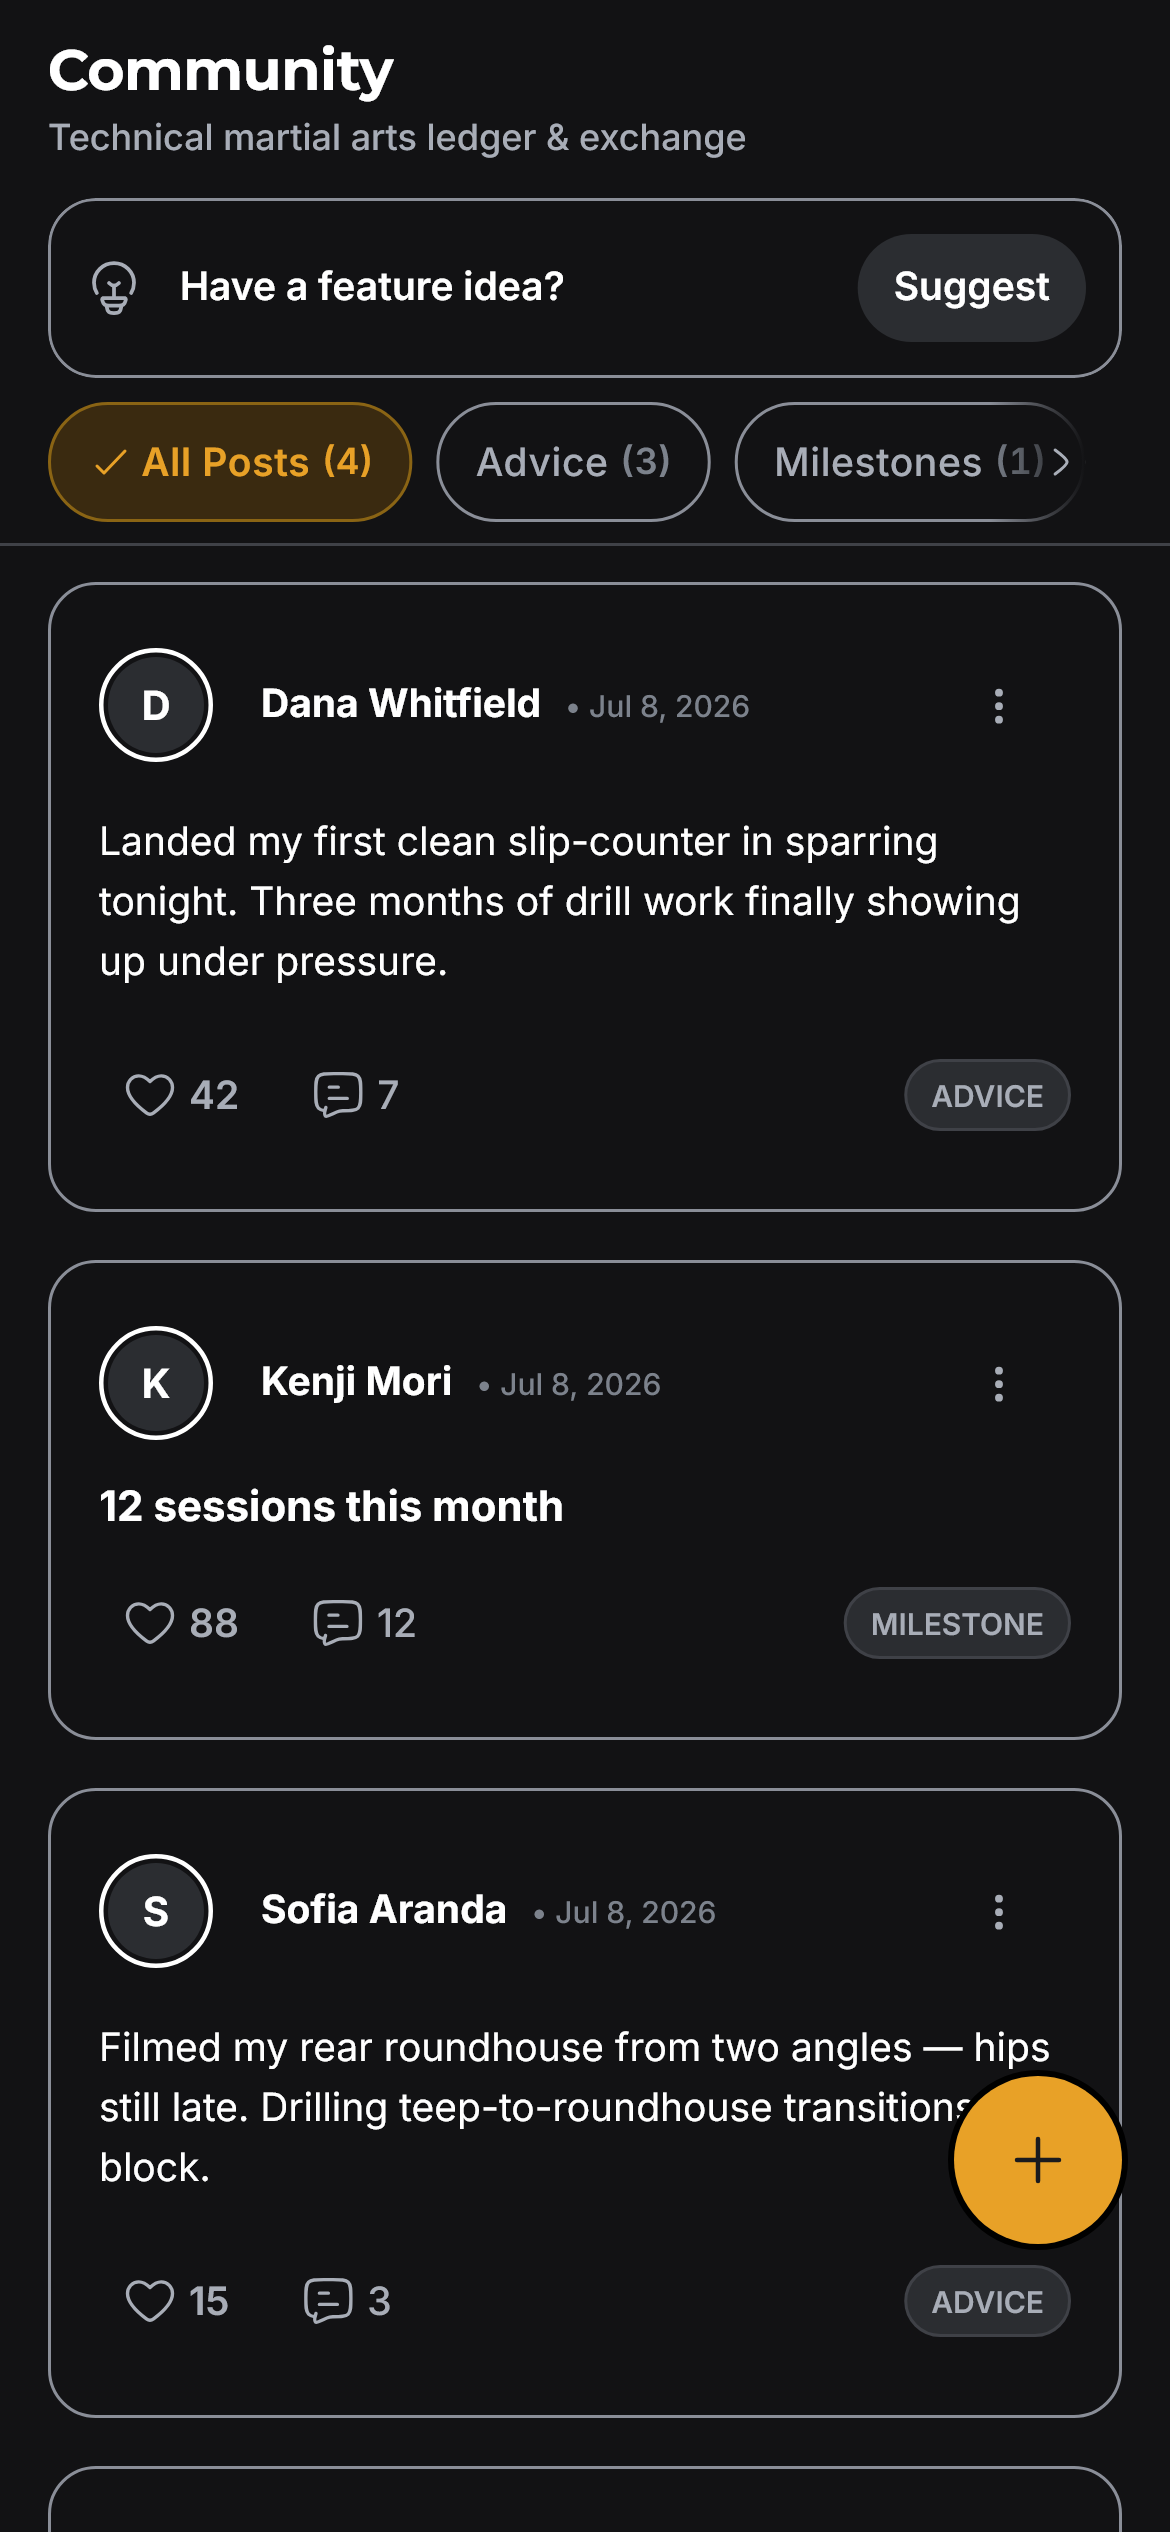 Community
Technical martial arts ledger & exchange
Have a feature idea?
Suggest
All Posts (4)
Advice (3)
Milestones (1)
D
Dana Whitfield • Jul 8, 2026
Landed my first clean slip-counter in sparring
tonight. Three months of drill work finally showing
up under pressure.
42
7
ADVICE
K
Kenji Mori • Jul 8, 2026
12 sessions this month
88
12
MILESTONE
S
Sofia Aranda • Jul 8, 2026
Filmed my rear roundhouse from two angles — hips
still late. Drilling teep-to-roundhouse transitions
block.
15
3
ADVICE